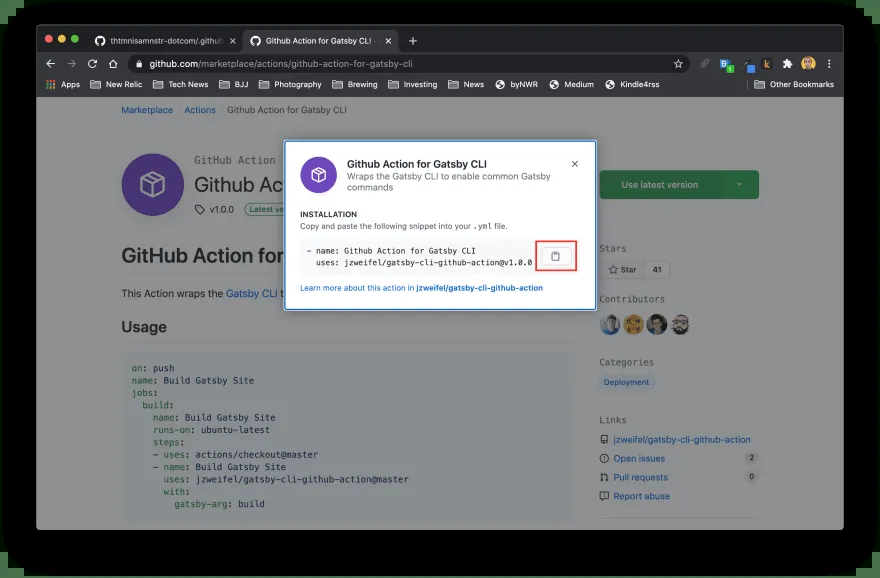 thtmnisamnstr-dotcom/.github
Github Action for Gatsby CLI ·
github.com/marketplace/actions/github-action-for-gatsby-cli
Apps New Relic Tech News BJJ Photography Brewing Investing News byNWR Medium Kindle4rss Other Bookmarks
Marketplace Actions Github Action for Gatsby CLI
GitHub Action
Github Ac
v1.0.0 Latest ve
Use latest version
Github Action for Gatsby CLI
Wraps the Gatsby CLI to enable common Gatsby
commands
INSTALLATION
Copy and paste the following snippet into your .yml file.
- name: Github Action for Gatsby CLI
uses: jzweifel/gatsby-cli-github-action@v1.0.0
Learn more about this action in jzweifel/gatsby-cli-github-action
GitHub Action for
This Action wraps the Gatsby CLI t
Usage
on: push
name: Build Gatsby Site
jobs:
build:
name: Build Gatsby Site
runs-on: ubuntu-latest
steps:
- uses: actions/checkout@master
- name: Build Gatsby Site
uses: jzweifel/gatsby-cli-github-action@master
with:
gatsby-arg: build
Stars
Star 41
Contributors
Categories
Deployment
Links
jzweifel/gatsby-cli-github-action
Open issues 2
Pull requests 0
Report abuse